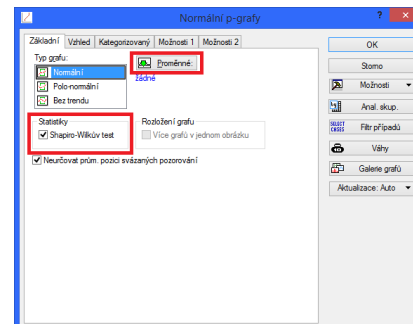 Normální p-grafy
?
Základní
Vzhled
Kategorizovaný
Možnosti 1
Možnosti 2
Typ grafu:
Normální
Polo-normální
Bez trendu
Proměnné:
žádné
Statistiky
Shapiro-Wilkův test
Rozložení grafu
Více grafů v jednom obrázku
Neurčovat prům. pozici svázaných pozorování
OK
Storno
Možnosti
Anal. skup.
SELECT CASES
Filtr případů
Váhy
Galerie grafů
Aktualizace: Auto